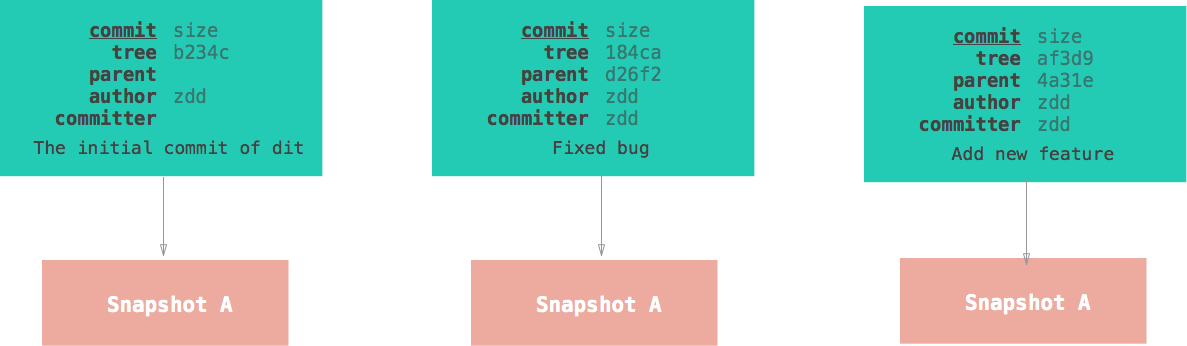 commit size
tree b234c
parent
author zdd
committer
The initial commit of dit
Snapshot A
commit size
tree 184ca
parent d26f2
author zdd
committer zdd
Fixed bug
Snapshot A
commit size
tree af3d9
parent 4a31e
author zdd
committer zdd
Add new feature
Snapshot A